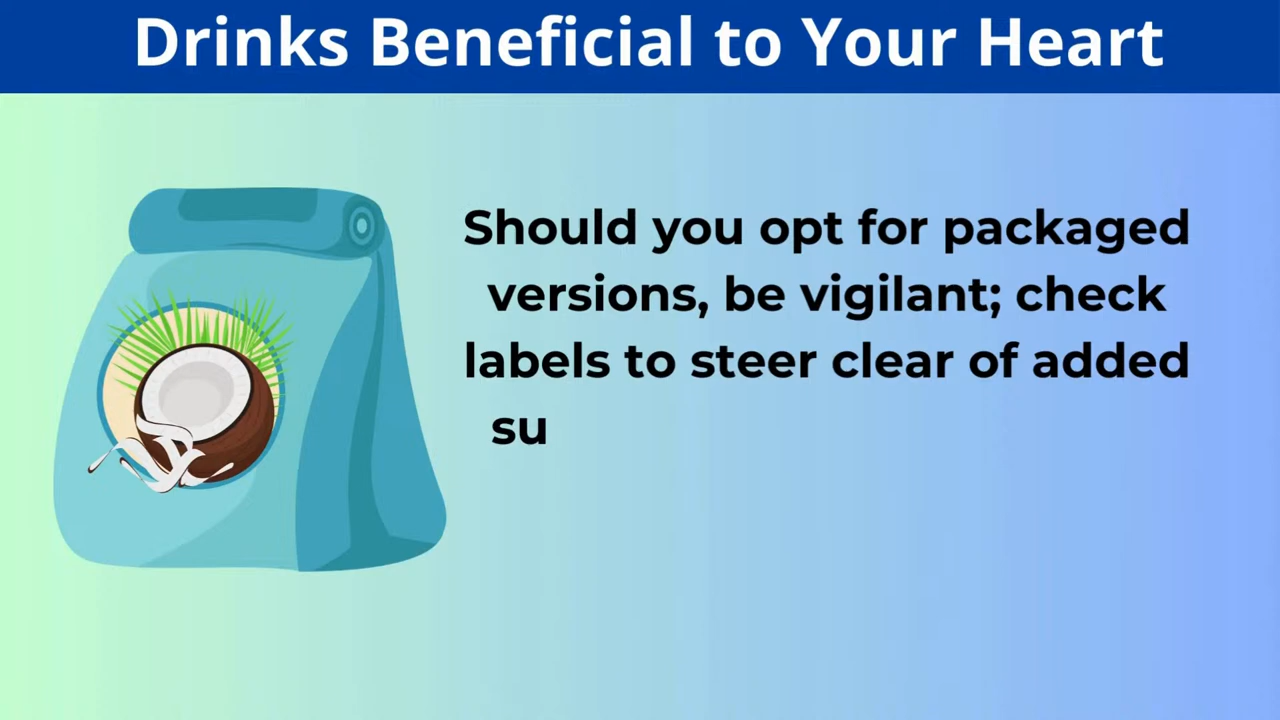 Drinks Beneficial to Your Heart
Should you opt for packaged
versions, be vigilant; check
labels to steer clear of added
su